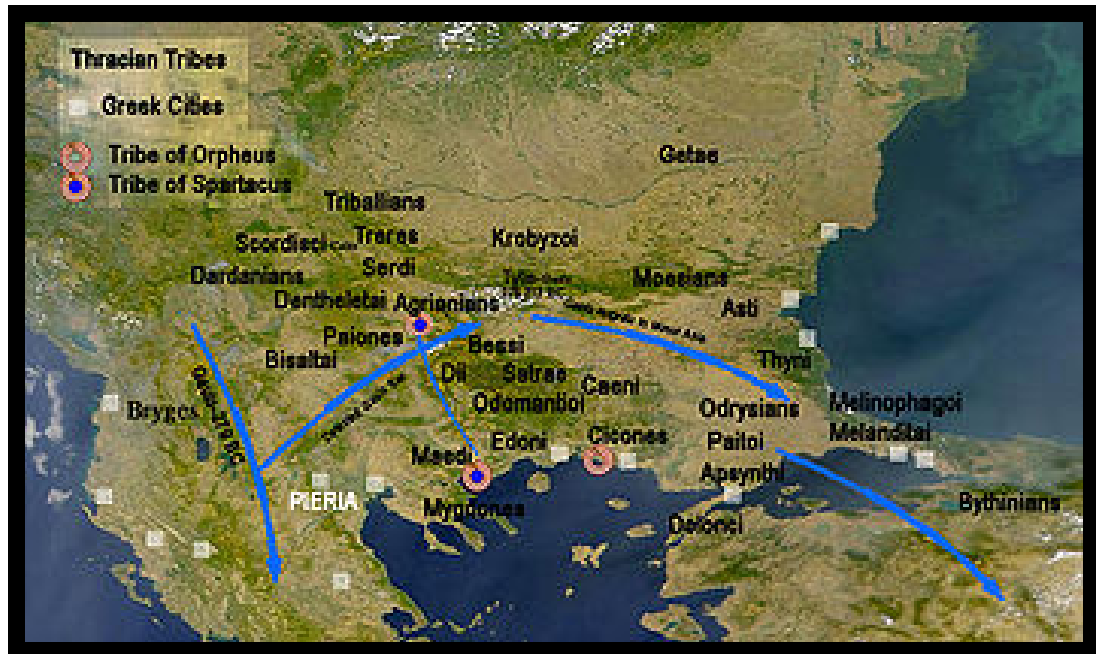 Thracian Tribes
Greek Cities
Tribe of Orpheus
Tribe of Spartacus
Getae
Triballians
Scordisci
Treres
Krobyzoi
Dardanians
Serdi
Moesians
Dentheletai
Agrianians
Asti
Paiones
Bessi
Bisaltai
Thyni
Dii
Satrae
Caeni
Bryges
Odomantioi
Odrysians
Melinophagoi
Edoni
Cicones
Paitoi
Melanditai
Maedi
Apsynthi
PIERIA
Mygdones
Bythinians
Dolonci